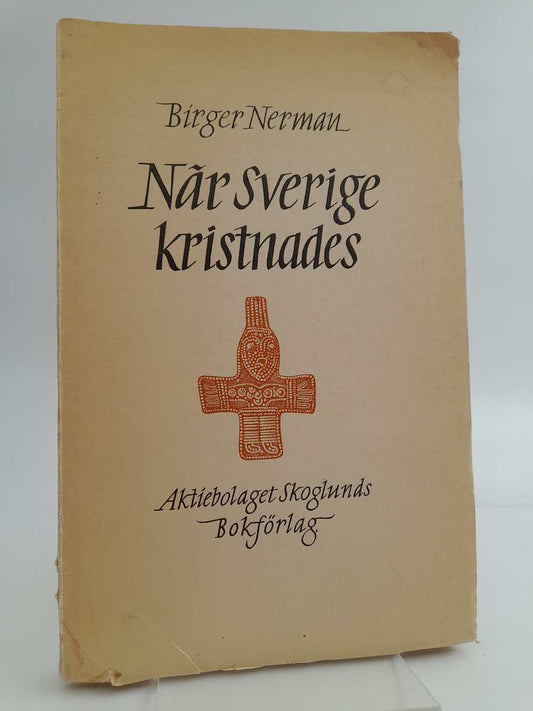 Birger Nerman
När Sverige
kristnades
Aktiebolaget Skoglunds
Bokförlag